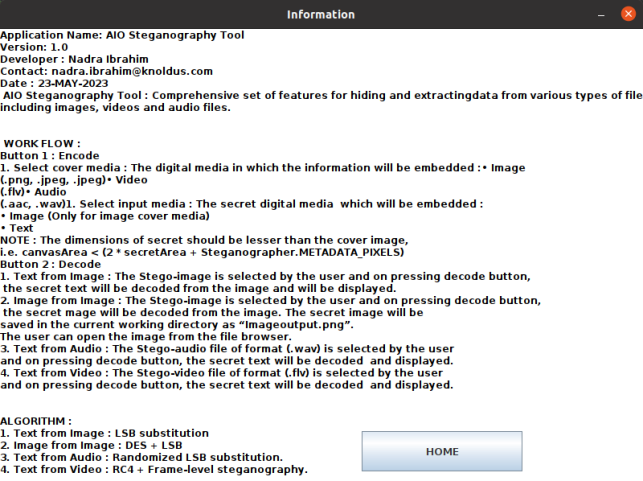 Information
Application Name: AIO Steganography Tool
Version: 1.0
Developer : Nadra Ibrahim
Contact: nadra.ibrahim@knoldus.com
Date : 23-MAY-2023
AIO Steganography Tool : Comprehensive set of features for hiding and extractingdata from various types of file
including images, videos and audio files.
WORK FLOW :
Button 1 : Encode
1. Select cover media : The digital media in which the information will be embedded :• Image
(.png, .jpeg, .jpeg)• Video
(.flv)• Audio
(.aac, .wav)1. Select input media : The secret digital media  which will be embedded :
• Image (Only for image cover media)
• Text
NOTE : The dimensions of secret should be lesser than the cover image,
i.e. canvasArea < (2 * secretArea + Steganographer.METADATA_PIXELS)
Button 2 : Decode
1. Text from Image : The Stego-image is selected by the user and on pressing decode button,
the secret text will be decoded from the image and will be displayed.
2. Image from Image : The Stego-image is selected by the user and on pressing decode button,
the secret mage will be decoded from the image. The secret image will be
saved in the current working directory as “Imageoutput.png”.
The user can open the image from the file browser.
3. Text from Audio : The Stego-audio file of format (.wav) is selected by the user
and on pressing decode button, the secret text will be decoded  and displayed.
4. Text from Video : The Stego-video file of format (.flv) is selected by the user
and on pressing decode button, the secret text will be decoded  and displayed.
ALGORITHM :
1. Text from Image : LSB substitution
2. Image from Image : DES + LSB
3. Text from Audio : Randomized LSB substitution.
4. Text from Video : RC4 + Frame-level steganography.
HOME